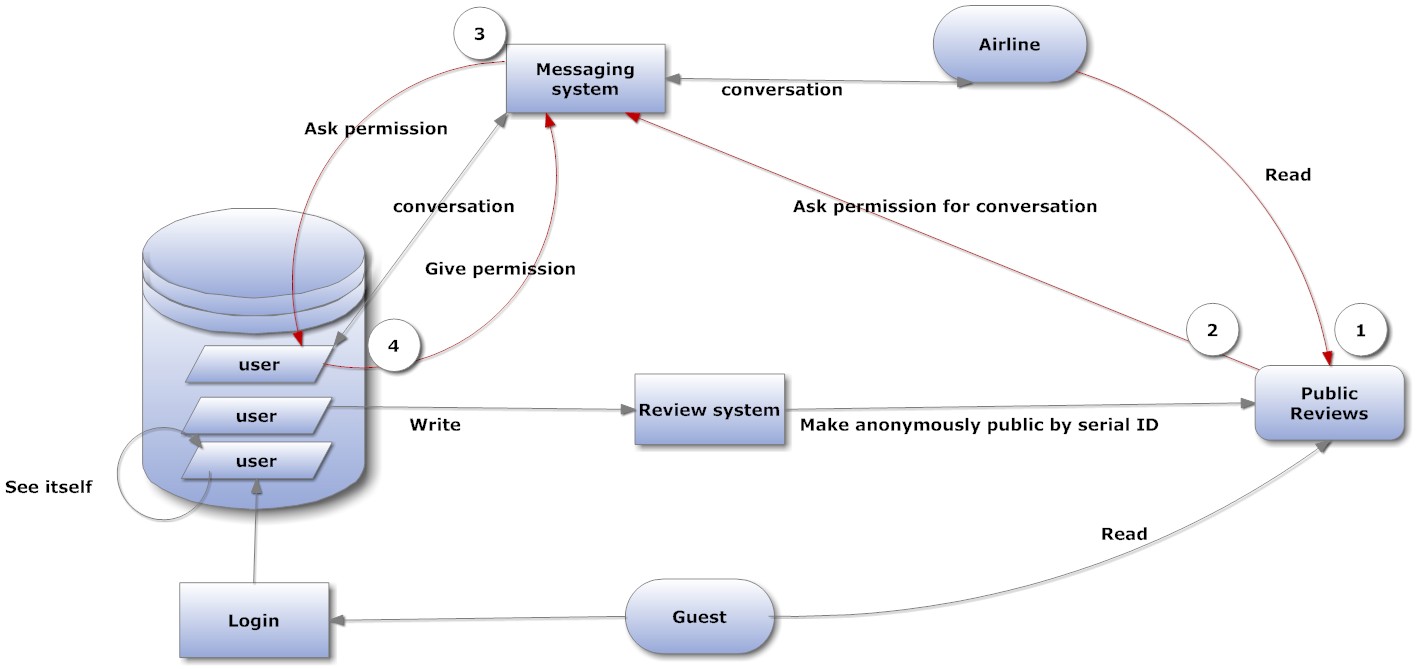 3
Airline
Messaging
system
conversation
Ask permission
Read
conversation
Ask permission for conversation
Give permission
2
1
4
user
Public
Reviews
user
Review system
Write
Make anonymously public by serial ID
user
See itself
Read
Login
Guest